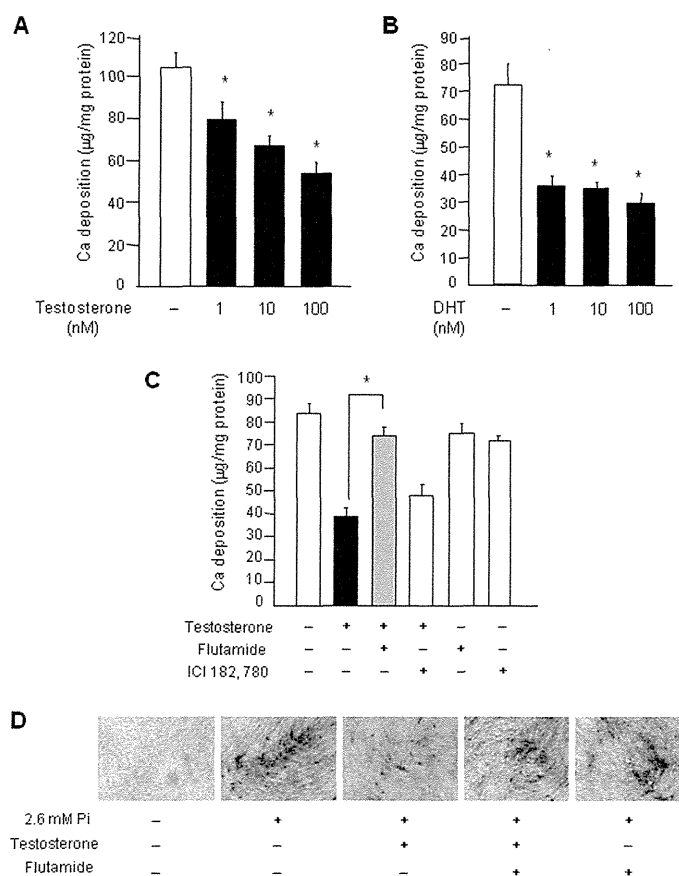 A
Ca deposition (µg/mg protein)
120
100
80
60
40
20
0
* * *
Testosterone (nM) – 1 10 100
B
Ca deposition (µg/mg protein)
90
80
70
60
50
40
30
20
10
0
* * *
DHT (nM) – 1 10 100
C
Ca deposition (µg/mg protein)
100
90
80
70
60
50
40
30
20
10
0
*
Testosterone – + + + – –
Flutamide – – + – + –
ICI 182,780 – – – + – +
D
2.6 mM Pi – + + + +
Testosterone – – + + –
Flutamide – – – + +